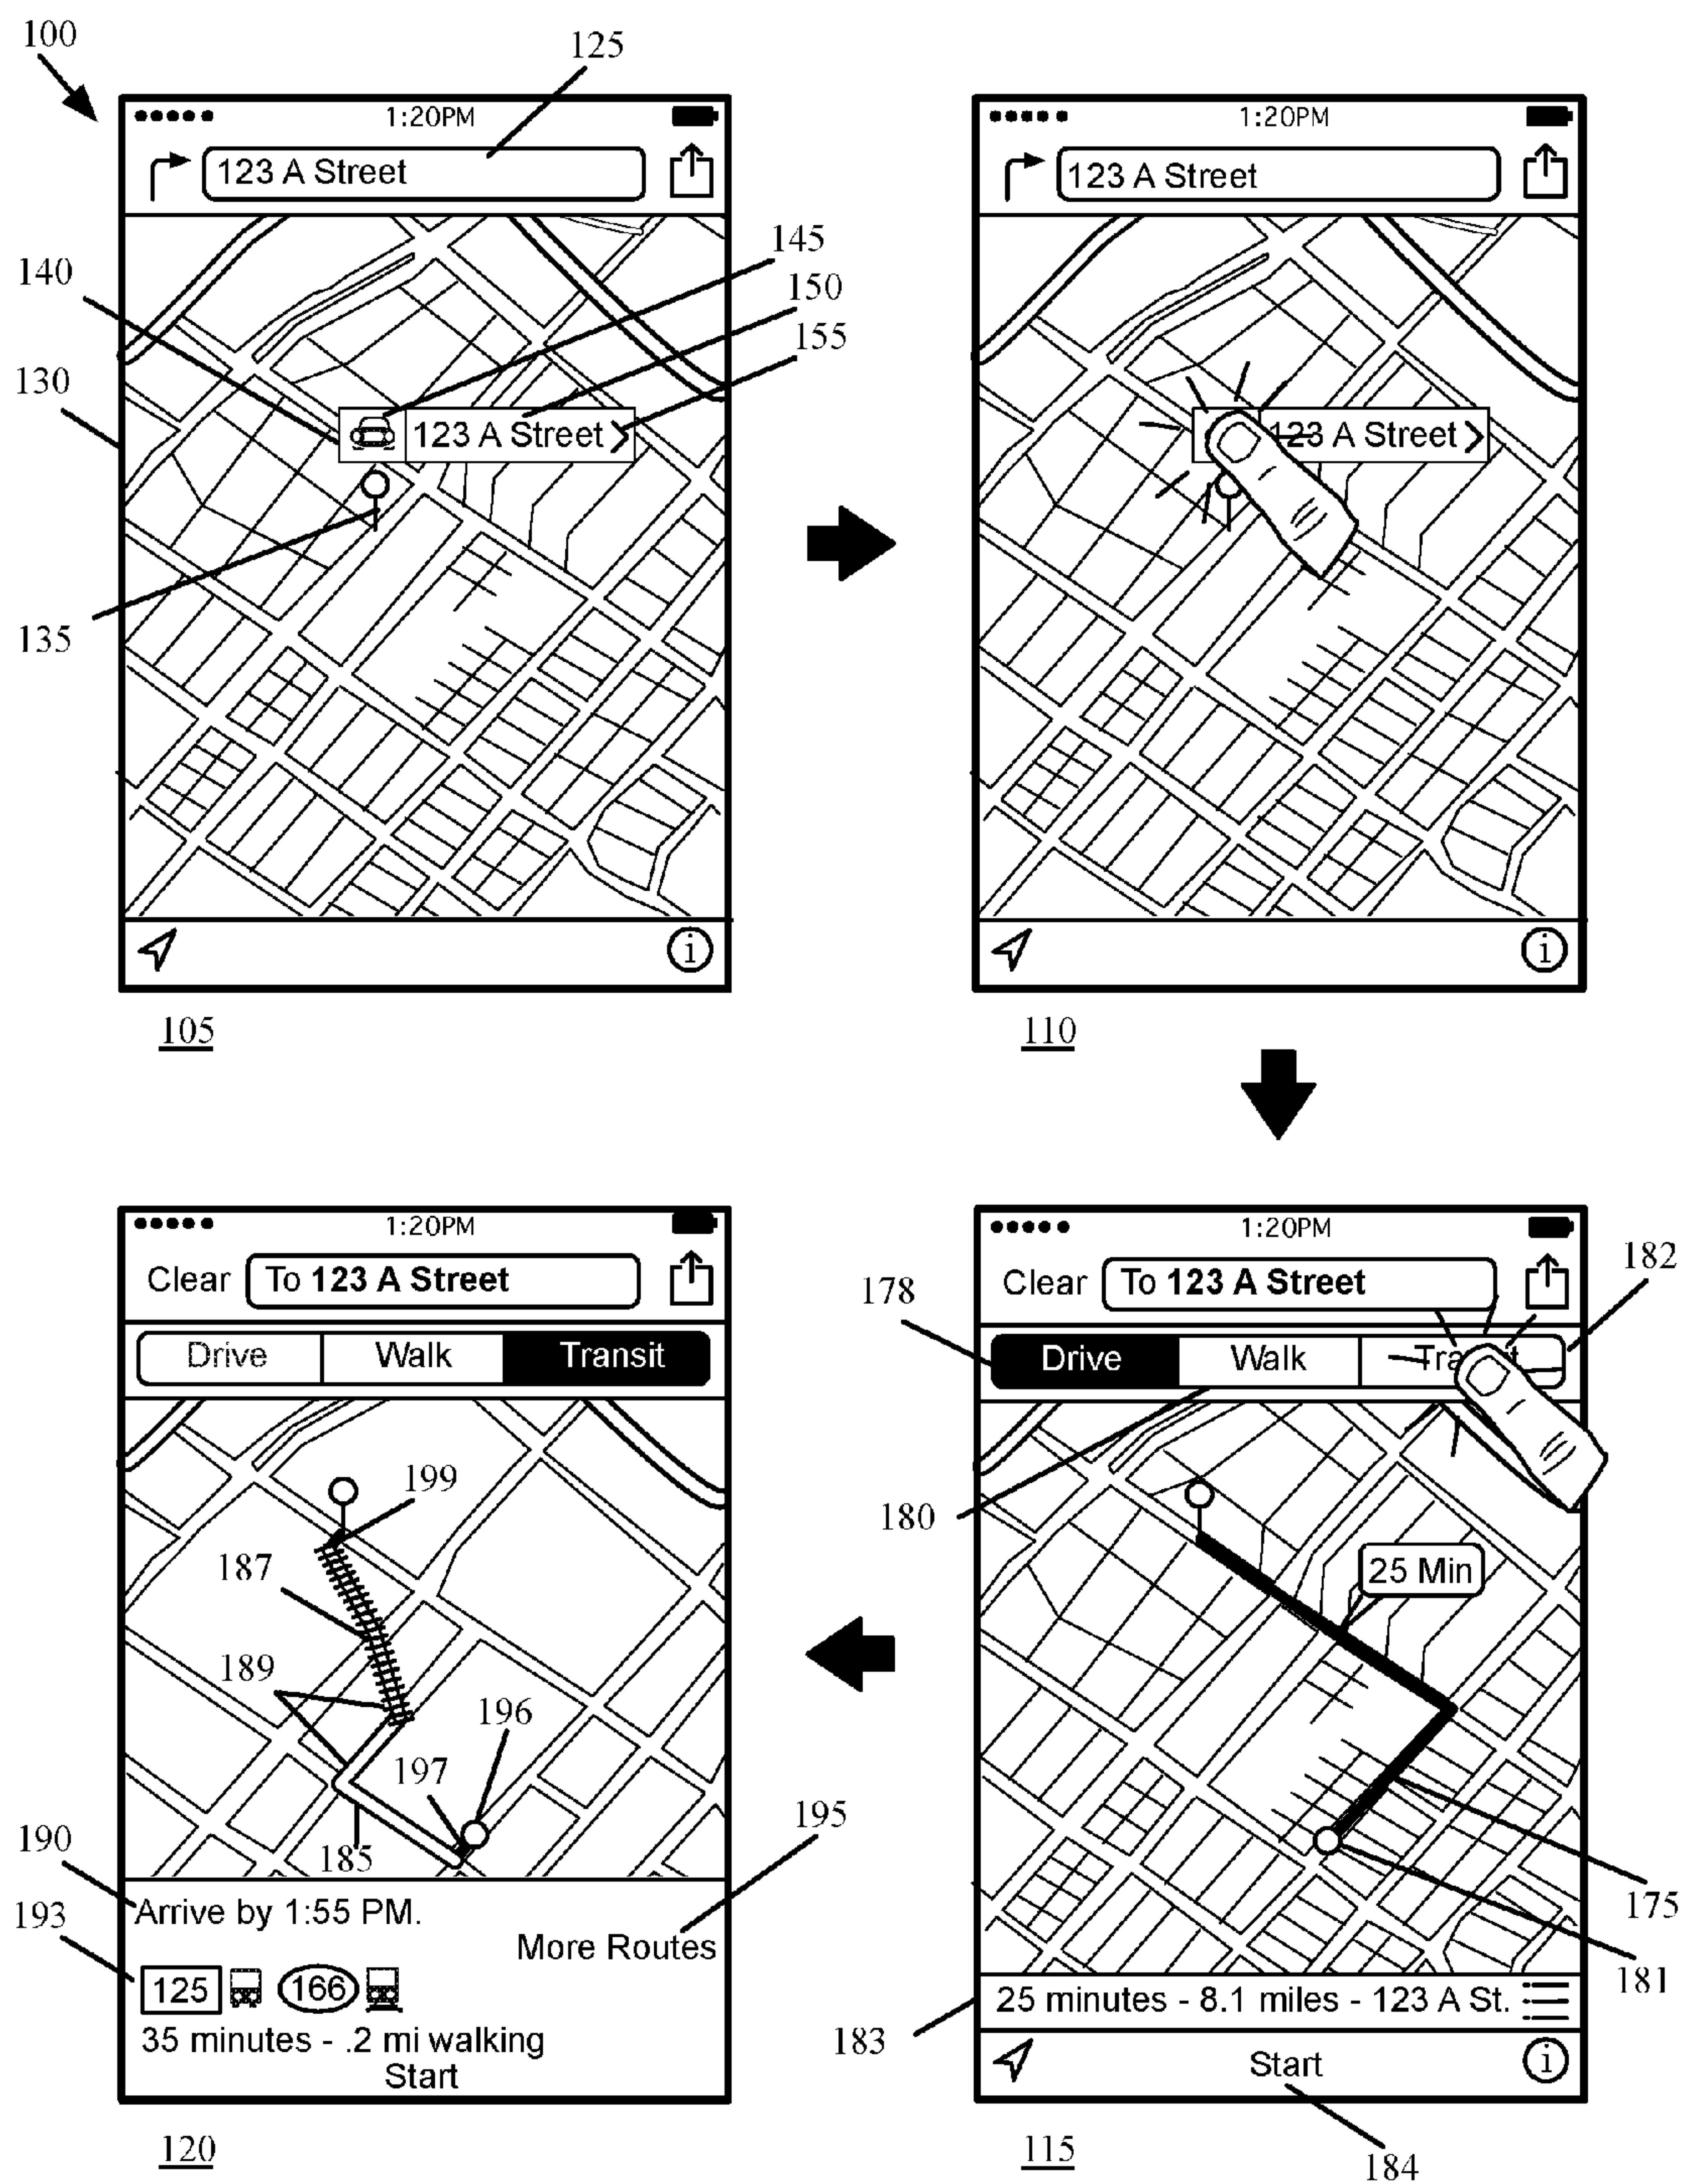 100
125
1:20PM
123 A Street
145
140
150
155
130
123 A Street
135
105
1:20PM
123 A Street
123 A Street
110
1:20PM
Clear To 123 A Street
182
178
Drive Walk
180
25 Min
175
181
25 minutes - 8.1 miles - 123 A St.
183
Start
115
184
1:20PM
Clear To 123 A Street
Drive Walk Transit
199
187
189
196
197
195
185
190
Arrive by 1:55 PM.
193
More Routes
125 166
35 minutes - .2 mi walking
Start
120